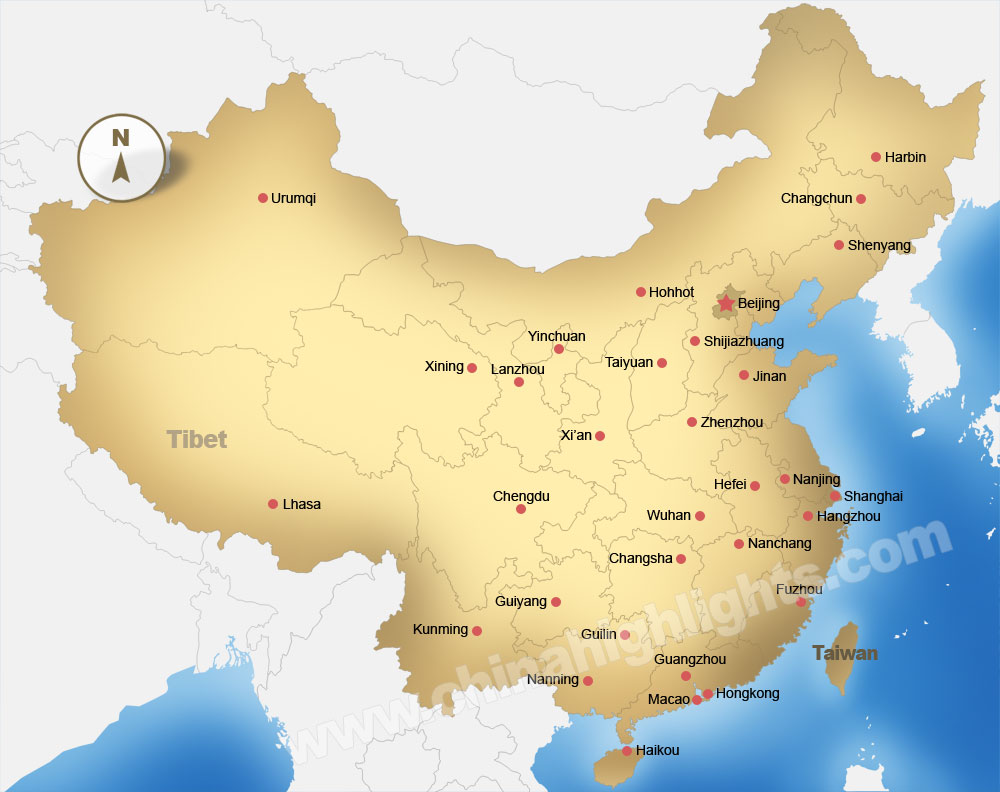 N
Harbin
Urumqi
Changchun
Shenyang
Hohhot
Beijing
Yinchuan
Shijiazhuang
Xining
Lanzhou
Taiyuan
Jinan
Zhenzhou
Xi'an
Tibet
Hefei
Nanjing
Chengdu
Shanghai
Lhasa
Wuhan
Hangzhou
Nanchang
Changsha
Fuzhou
Guiyang
Kunming
Guilin
Taiwan
Guangzhou
Nanning
Macao
Hongkong
Haikou
www.chinahighlights.com